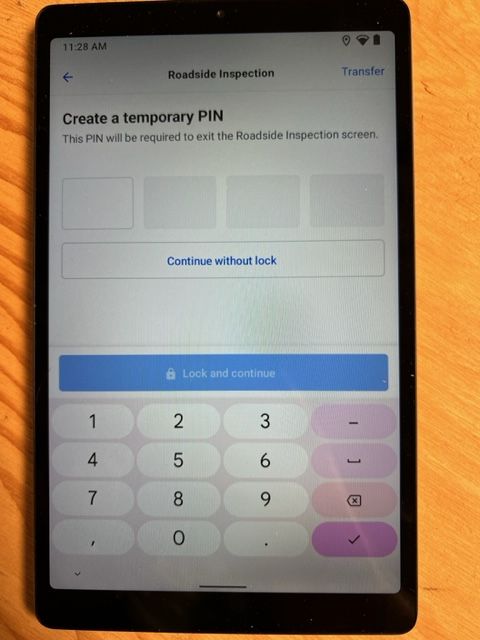 11:28 AM
Roadside Inspection
Transfer
Create a temporary PIN
This PIN will be required to exit the Roadside Inspection screen.
Continue without lock
Lock and continue
1 2 3 –
4 5 6
7 8 9
, 0 .